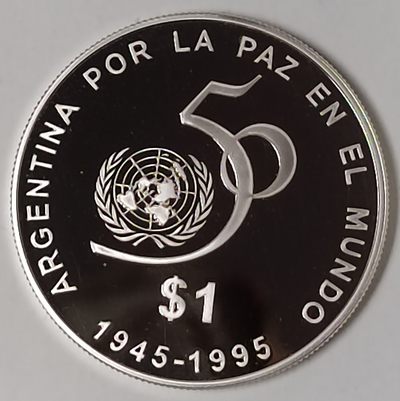 ARGENTINA POR LA PAZ EN EL MUNDO
50
$1
1945-1995